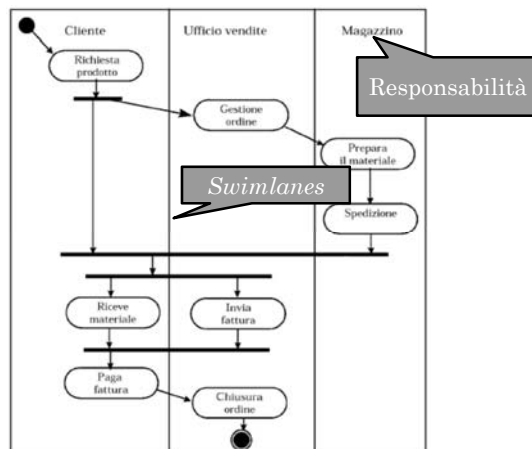 Cliente
Ufficio vendite
Magazzino
Responsabilità
Richiesta
prodotto
Gestione
ordine
Prepara
il materiale
Swimlanes
Spedizione
Riceve
materiale
Invia
fattura
Paga
fattura
Chiusura
ordine